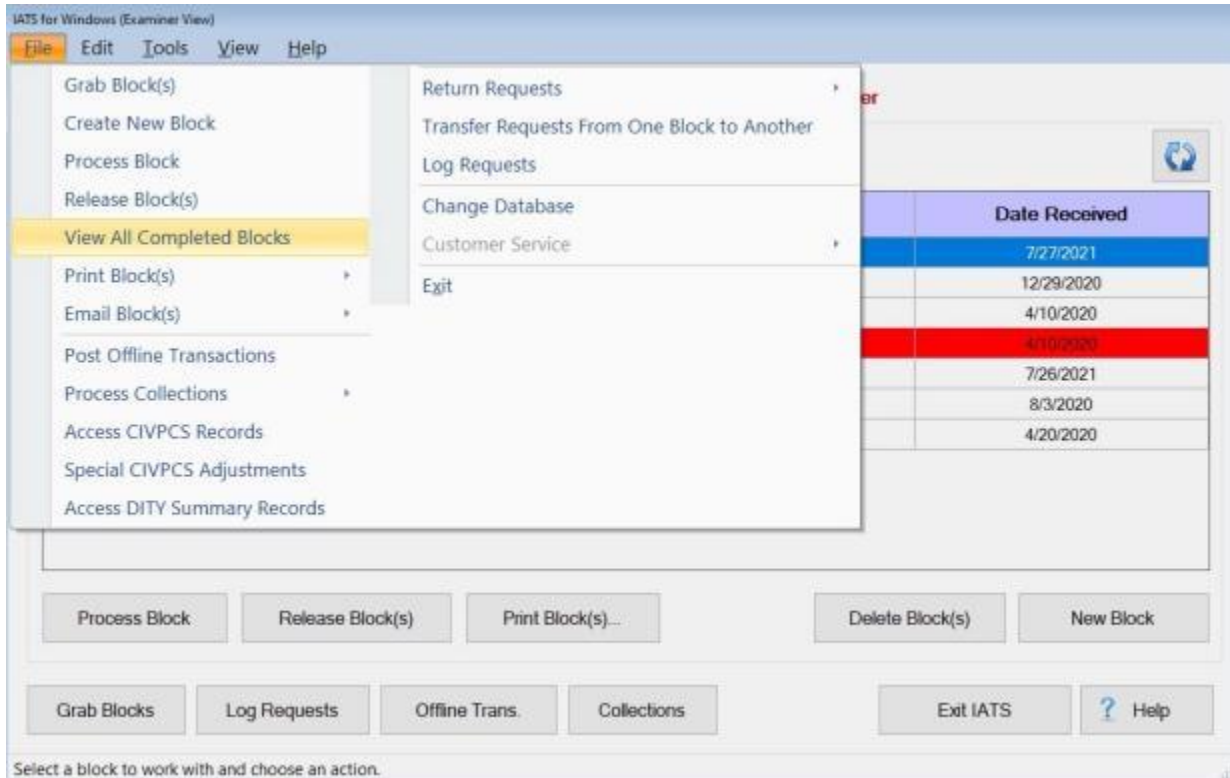 IATS for Windows (Examiner View)
File Edit Tools View Help
Grab Block(s)
Create New Block
Process Block
Release Block(s)
View All Completed Blocks
Print Block(s)
Email Block(s)
Post Offline Transactions
Process Collections
Access CIVPCS Records
Special CIVPCS Adjustments
Access DITY Summary Records
Return Requests
Transfer Requests From One Block to Another
Log Requests
Change Database
Customer Service
Exit
er
Date Received
7/27/2021
12/29/2020
4/10/2020
4/10/2020
7/26/2021
8/3/2020
4/20/2020
Process Block Release Block(s) Print Block(s)... Delete Block(s) New Block
Grab Blocks Log Requests Offline Trans. Collections Exit IATS ? Help
Select a block to work with and choose an action.